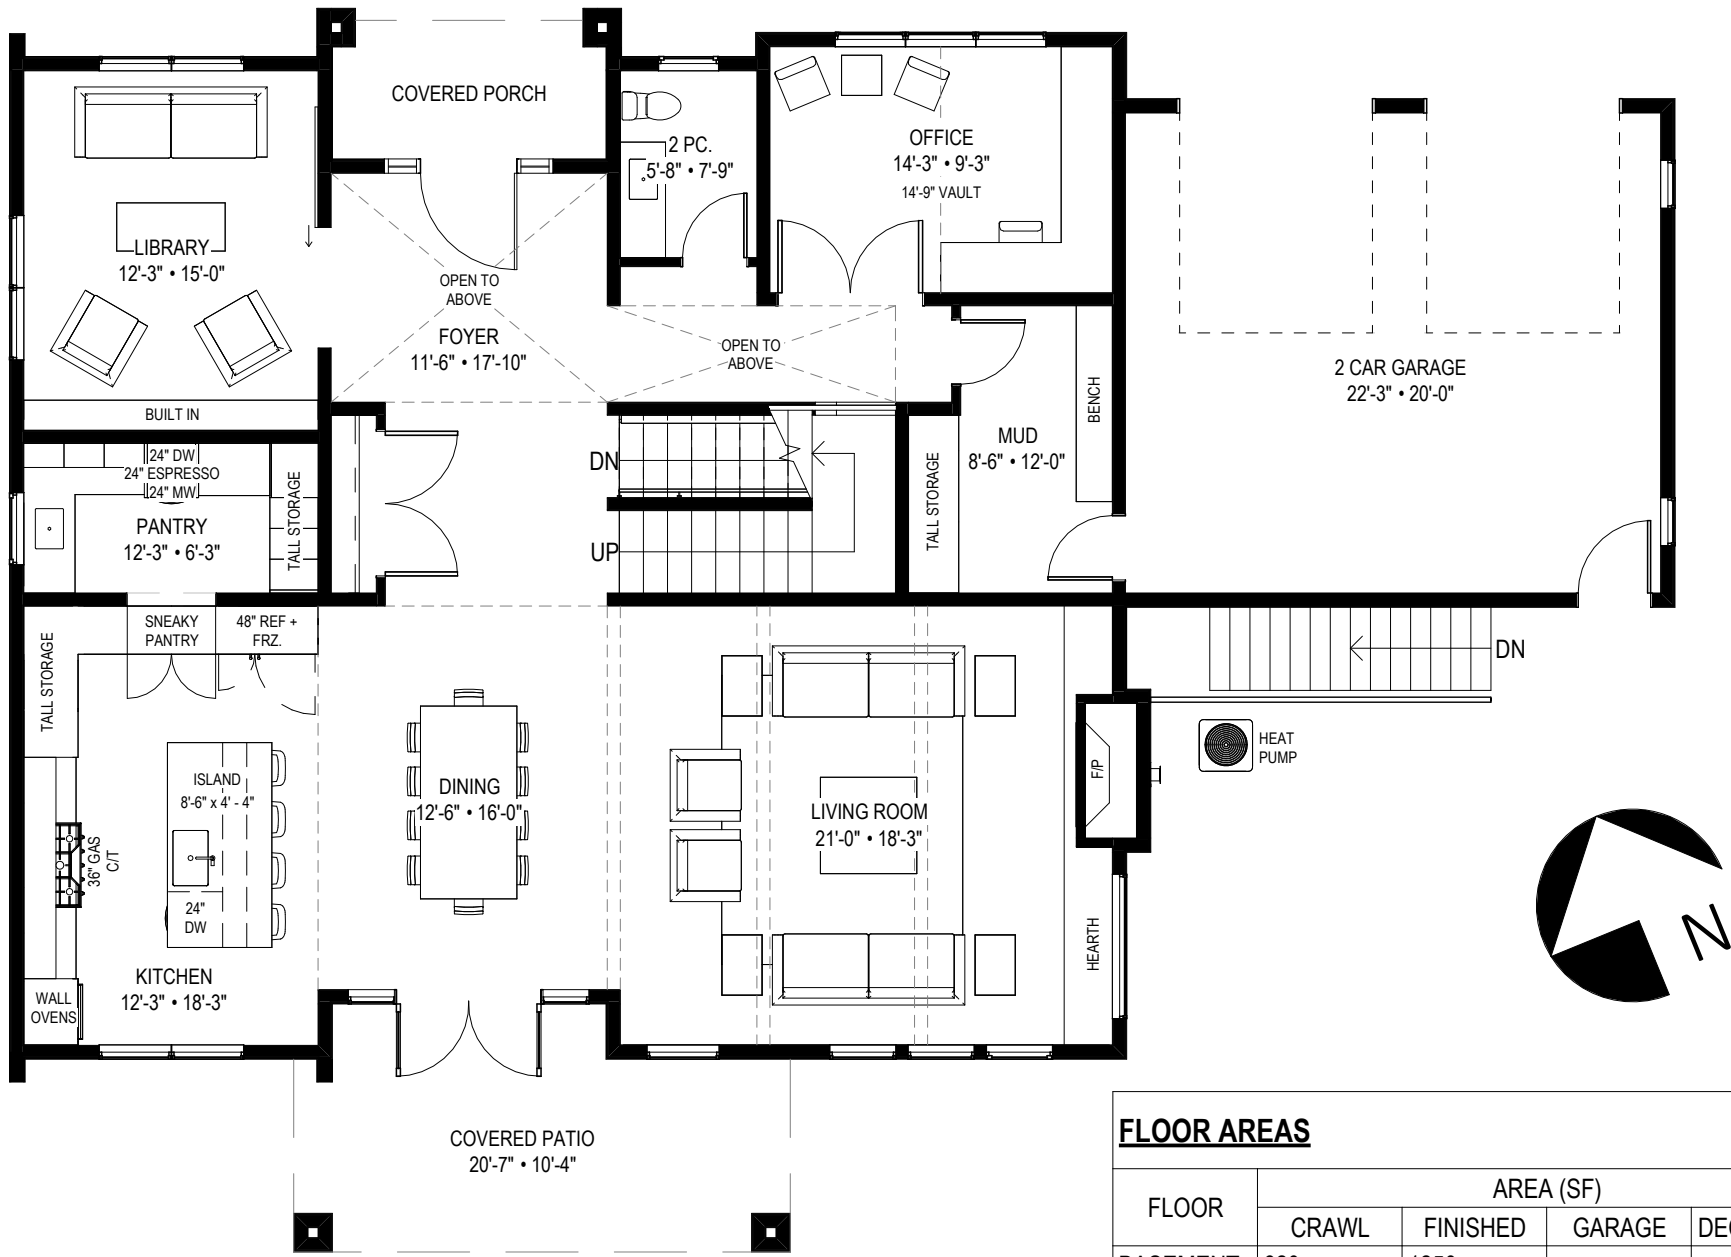 COVERED PORCH
2 PC.
5'-8" • 7'-9"
OFFICE
14'-3" • 9'-3"
14'-9" VAULT
LIBRARY
12'-3" • 15'-0"
OPEN TO
ABOVE
FOYER
11'-6" • 17'-10"
OPEN TO
ABOVE
2 CAR GARAGE
22'-3" • 20'-0"
BUILT IN
BENCH
MUD
8'-6" • 12'-0"
TALL STORAGE
24" DW
24" ESPRESSO
24" MW
PANTRY
12'-3" • 6'-3"
TALL STORAGE
DN
UP
SNEAKY
PANTRY
48" REF +
FRZ.
TALL STORAGE
DN
HEAT
PUMP
F/P
ISLAND
8'-6" x 4' - 4"
DINING
12'-6" • 16'-0"
LIVING ROOM
21'-0" • 18'-3"
36" GAS
C/T
24"
DW
HEARTH
N
KITCHEN
12'-3" • 18'-3"
WALL
OVENS
COVERED PATIO
20'-7" • 10'-4"
FLOOR AREAS
FLOOR
AREA (SF)
CRAWL
FINISHED
GARAGE